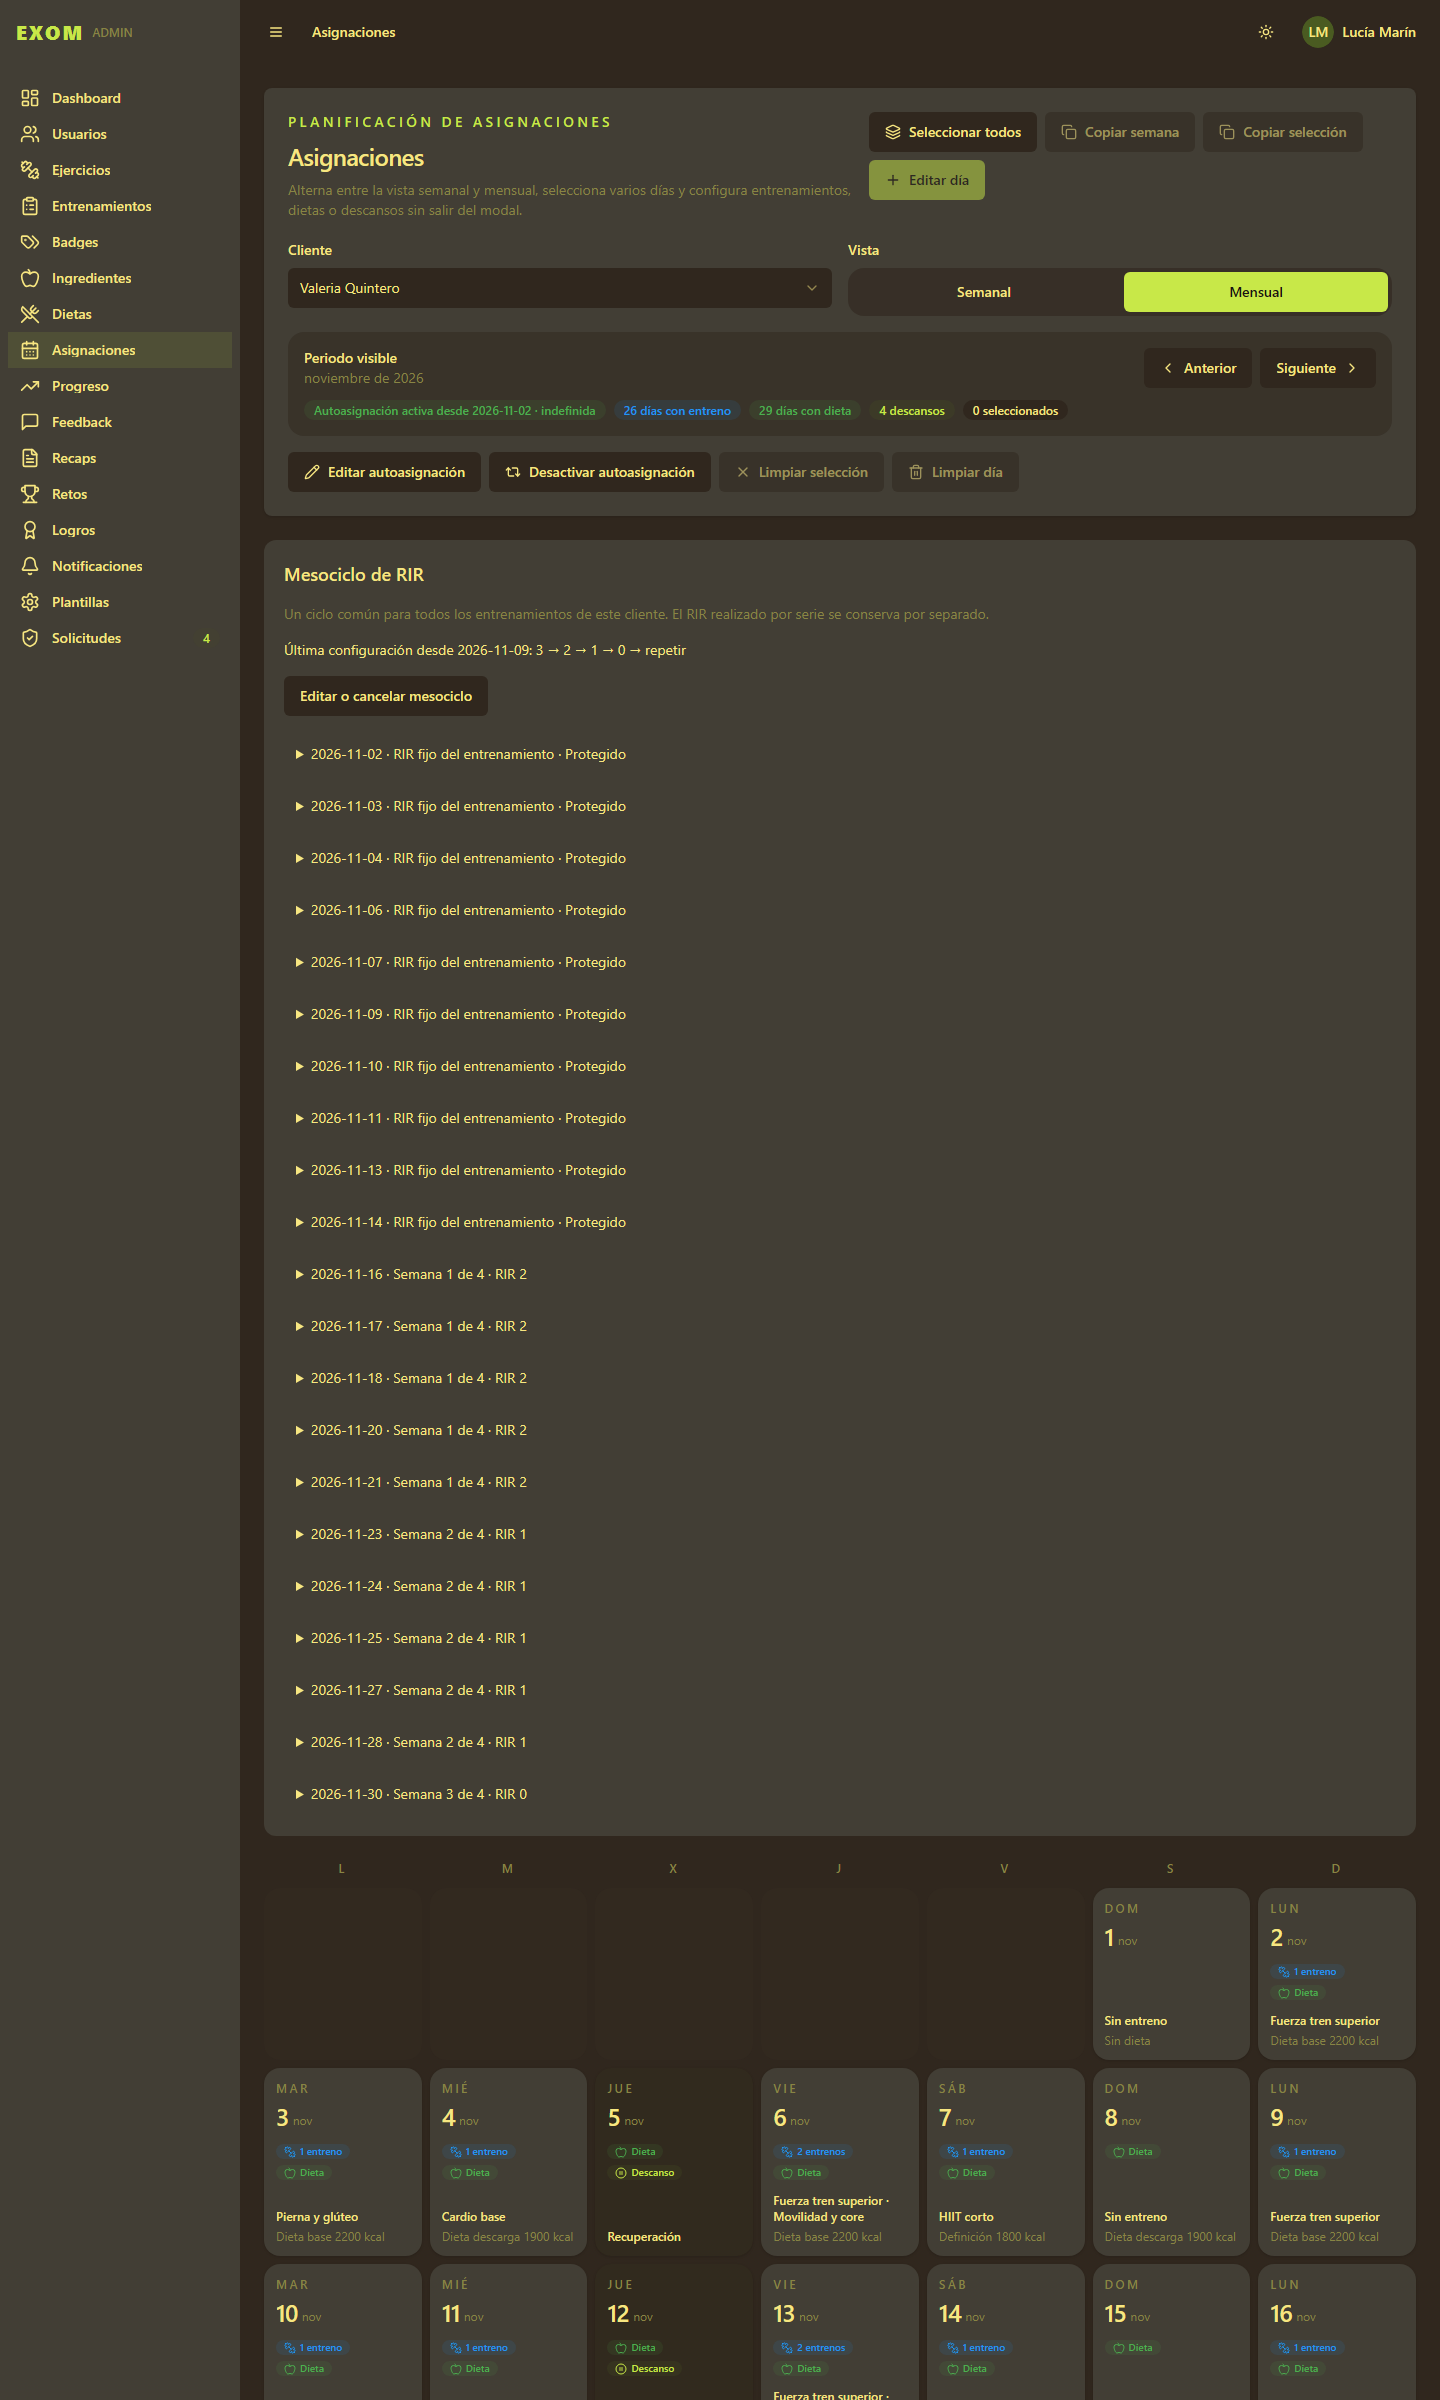 EXOM ADMIN
Dashboard
Usuarios
Ejercicios
Entrenamientos
Badges
Ingredientes
Dietas
Asignaciones
Progreso
Feedback
Recaps
Retos
Logros
Notificaciones
Plantillas
Solicitudes 4
Asignaciones
LM Lucía Marín
PLANIFICACIÓN DE ASIGNACIONES
Asignaciones
Alterna entre la vista semanal y mensual, selecciona varios días y configura entrenamientos,
dietas o descansos sin salir del modal.
Seleccionar todos Copiar semana Copiar selección
Editar día
Cliente
Valeria Quintero
Vista
Semanal Mensual
Periodo visible
noviembre de 2026
Anterior Siguiente
Autoasignación activa desde 2026-11-02 · indefinida 26 días con entreno 29 días con dieta 4 descansos 0 seleccionados
Editar autoasignación Desactivar autoasignación Limpiar selección Limpiar día
Mesociclo de RIR
Un ciclo común para todos los entrenamientos de este cliente. El RIR realizado por serie se conserva por separado.
Última configuración desde 2026-11-09: 3 → 2 → 1 → 0 → repetir
Editar o cancelar mesociclo
▶ 2026-11-02 · RIR fijo del entrenamiento · Protegido
▶ 2026-11-03 · RIR fijo del entrenamiento · Protegido
▶ 2026-11-04 · RIR fijo del entrenamiento · Protegido
▶ 2026-11-06 · RIR fijo del entrenamiento · Protegido
▶ 2026-11-07 · RIR fijo del entrenamiento · Protegido
▶ 2026-11-09 · RIR fijo del entrenamiento · Protegido
▶ 2026-11-10 · RIR fijo del entrenamiento · Protegido
▶ 2026-11-11 · RIR fijo del entrenamiento · Protegido
▶ 2026-11-13 · RIR fijo del entrenamiento · Protegido
▶ 2026-11-14 · RIR fijo del entrenamiento · Protegido
▶ 2026-11-16 · Semana 1 de 4 · RIR 2
▶ 2026-11-17 · Semana 1 de 4 · RIR 2
▶ 2026-11-18 · Semana 1 de 4 · RIR 2
▶ 2026-11-20 · Semana 1 de 4 · RIR 2
▶ 2026-11-21 · Semana 1 de 4 · RIR 2
▶ 2026-11-23 · Semana 2 de 4 · RIR 1
▶ 2026-11-24 · Semana 2 de 4 · RIR 1
▶ 2026-11-25 · Semana 2 de 4 · RIR 1
▶ 2026-11-27 · Semana 2 de 4 · RIR 1
▶ 2026-11-28 · Semana 2 de 4 · RIR 1
▶ 2026-11-30 · Semana 3 de 4 · RIR 0
L M X J V S D
DOM
1 nov
Sin entreno
Sin dieta
LUN
2 nov
1 entreno
Dieta
Fuerza tren superior
Dieta base 2200 kcal
MAR
3 nov
1 entreno
Dieta
Pierna y glúteo
Dieta base 2200 kcal
MIÉ
4 nov
1 entreno
Dieta
Cardio base
Dieta descarga 1900 kcal
JUE
5 nov
Dieta
Descanso
Recuperación
VIE
6 nov
2 entrenos
Dieta
Fuerza tren superior ·
Movilidad y core
Dieta base 2200 kcal
SÁB
7 nov
1 entreno
Dieta
HIIT corto
Definición 1800 kcal
DOM
8 nov
Dieta
Sin entreno
Dieta descarga 1900 kcal
LUN
9 nov
1 entreno
Dieta
Fuerza tren superior
Dieta base 2200 kcal
MAR
10 nov
1 entreno
Dieta
MIÉ
11 nov
1 entreno
Dieta
JUE
12 nov
Dieta
Descanso
VIE
13 nov
2 entrenos
Dieta
Fuerza tren superior ·
SÁB
14 nov
1 entreno
Dieta
DOM
15 nov
Dieta
LUN
16 nov
1 entreno
Dieta